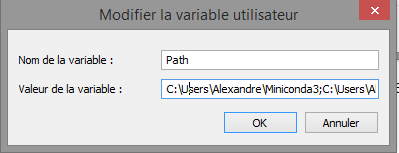 Modifier la variable utilisateur
Nom de la variable : Path
Valeur de la variable : C:\Users\Alexandre\Miniconda3;C:\Users\A
OK Annuler